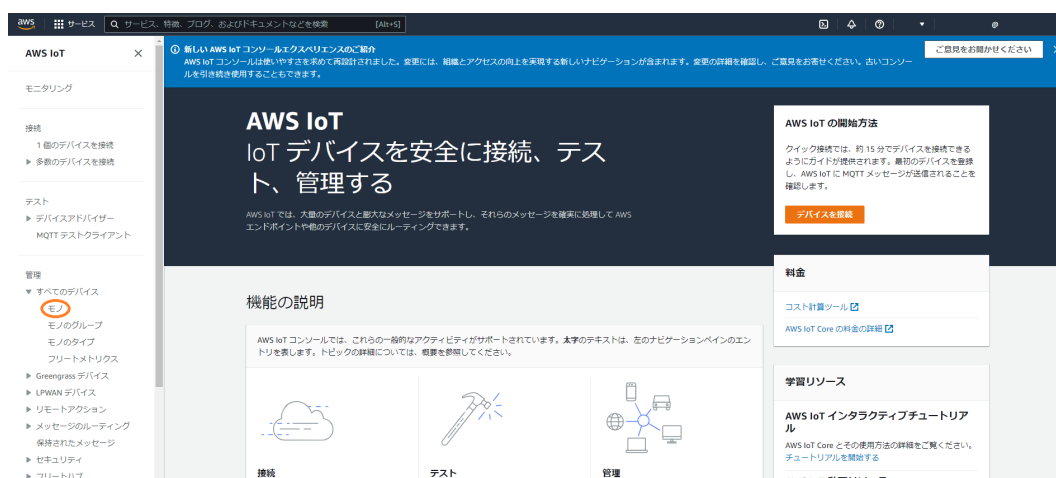 aws
サービス
サービス、特徴、ブログ、およびドキュメントなどを検索
[Alt+S]
@
AWS IoT
モニタリング
接続
1 個のデバイスを接続
多数のデバイスを接続
テスト
デバイスアドバイザー
MQTT テストクライアント
管理
すべてのデバイス
モノ
モノのグループ
モノのタイプ
フリートメトリクス
Greengrass デバイス
LPWAN デバイス
リモートアクション
メッセージのルーティング
保持されたメッセージ
セキュリティ
フリートハブ
新しい AWS IoT コンソールエクスペリエンスのご紹介
AWS IoT コンソールは使いやすさを求めて再設計されました。変更には、組織とアクセスの向上を実現する新しいナビゲーションが含まれます。変更の詳細を確認し、ご意見をお寄せください。古いコンソー
ルを引き続き使用することもできます。
ご意見をお聞かせください
AWS IoT
IoT デバイスを安全に接続、テス
ト、管理する
AWS IoT では、大量のデバイスと膨大なメッセージをサポートし、それらのメッセージを確実に処理して AWS
エンドポイントや他のデバイスに安全にルーティングできます。
AWS IoT の開始方法
クイック接続では、約 15 分でデバイスを接続できる
ようにガイドが提供されます。最初のデバイスを登録
し、AWS IoT に MQTT メッセージが送信されることを
確認します。
デバイスを接続
料金
コスト計算ツール
AWS IoT Core の料金の詳細
機能の説明
AWS IoT コンソールでは、これらの一般的なアクティビティがサポートされています。太字のテキストは、左のナビゲーションペインのエン
トリを表します。トピックの詳細については、概要を参照してください。
接続
テスト
管理
学習リソース
AWS IoT インタラクティブチュートリア
ル
AWS IoT Core とその使用方法の詳細をご覧ください。
チュートリアルを開始する